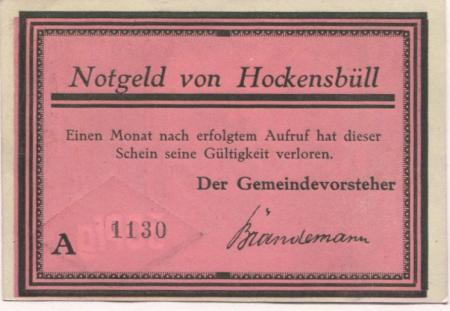 Notgeld von Hockensbüll
Einen Monat nach erfolgtem Aufruf hat dieser
Schein seine Gültigkeit verloren.
Der Gemeindevorsteher
A 1130
Brandemann